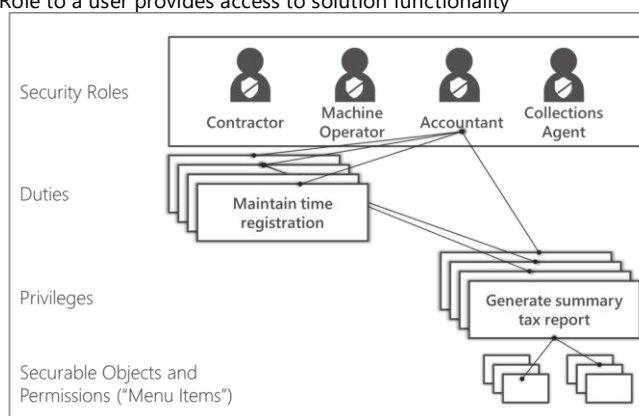 Role to a user provides access to solution functionality
Security Roles
Contractor
Machine
Operator
Accountant
Collections
Agent
Duties
Maintain time
registration
Privileges
Generate summary
tax report
Securable Objects and
Permissions ("Menu Items")